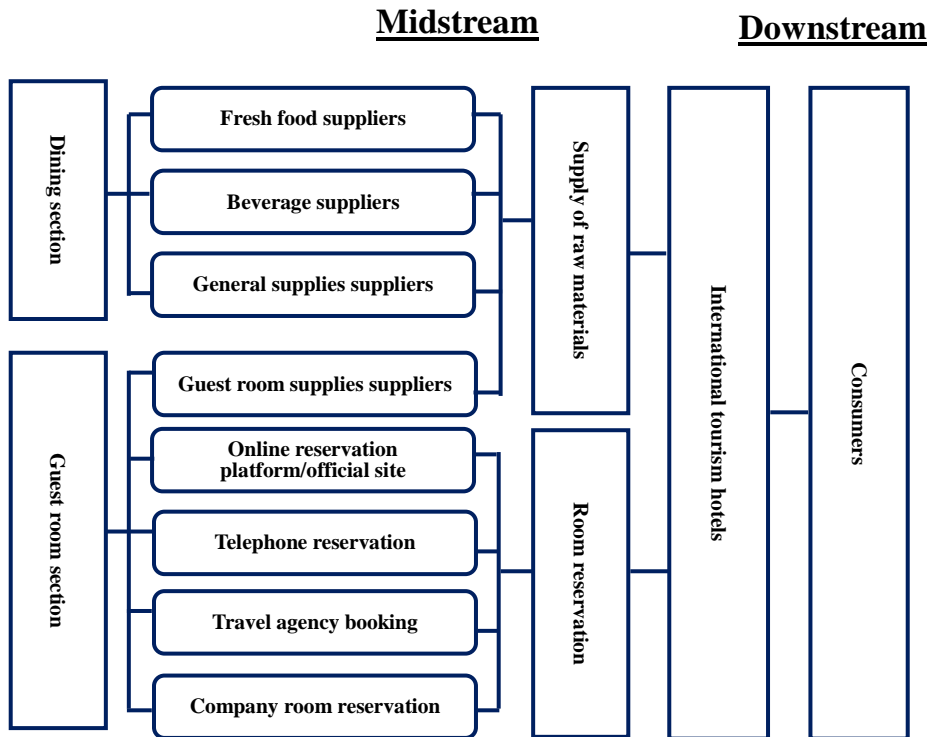 Midstream
Downstream
Dining section
Fresh food suppliers
Beverage suppliers
General supplies suppliers
Supply of raw materials
International tourism hotels
Consumers
Guest room section
Guest room supplies suppliers
Online reservation
platform/official site
Telephone reservation
Travel agency booking
Company room reservation
Room reservation